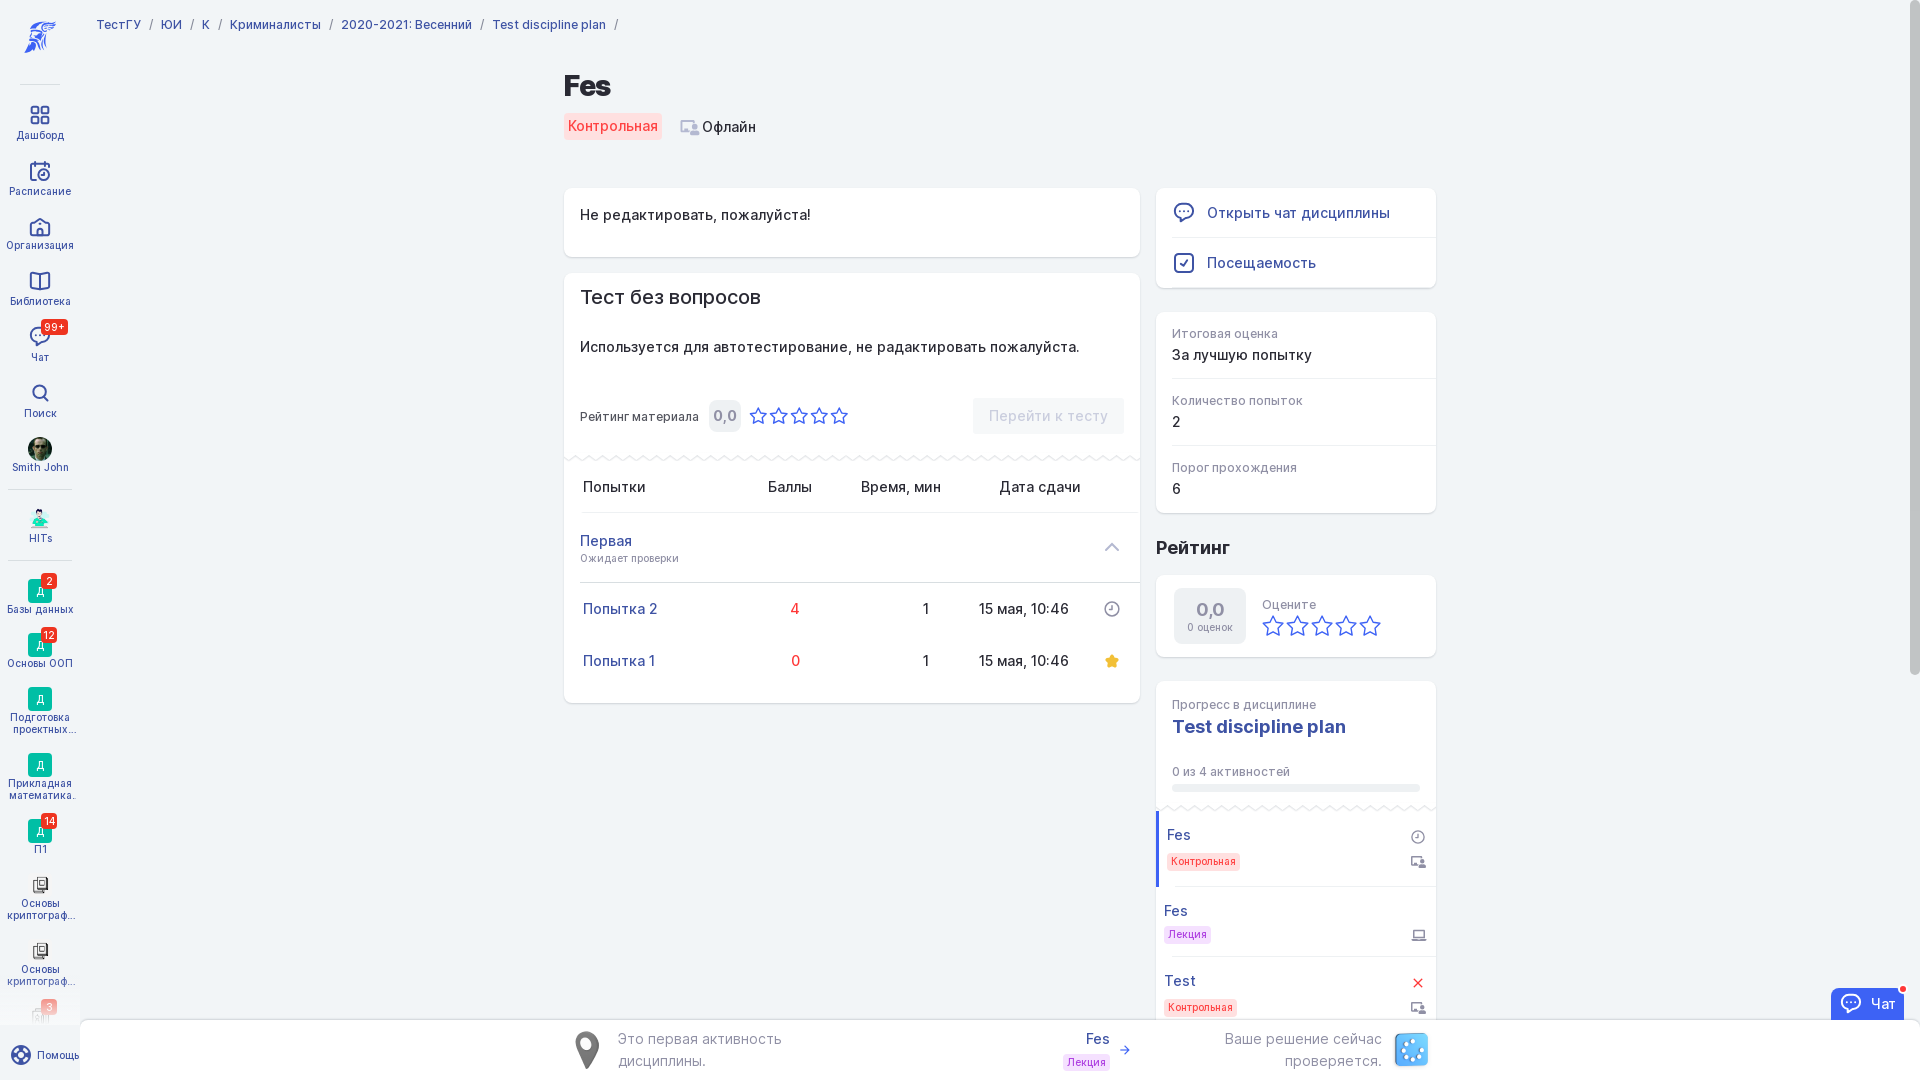 ТестГУ / ЮИ / К / Криминалисты / 2020-2021: Весенний / Test discipline plan /
Дашборд
Расписание
Организация
Библиотека
99+
Чат
Поиск
Smith John
HITs
Д 2
Базы данных
Д 12
Основы ООП
Д
Подготовка
проектных...
Д
Прикладная
математика.
Д 14
П1
Основы
криптограф...
Основы
криптограф...
3
Помощь
Fes
Контрольная Офлайн
Не редактировать, пожалуйста!
Тест без вопросов
Используется для автотестирование, не радактировать пожалуйста.
Рейтинг материала 0,0 Перейти к тесту
Попытки Баллы Время, мин Дата сдачи
Первая
Ожидает проверки
Попытка 2 4 1 15 мая, 10:46
Попытка 1 0 1 15 мая, 10:46
Открыть чат дисциплины
Посещаемость
Итоговая оценка
За лучшую попытку
Количество попыток
2
Порог прохождения
6
Рейтинг
0,0
0 оценок
Оцените
Прогресс в дисциплине
Test discipline plan
0 из 4 активностей
Fes
Контрольная
Fes
Лекция
Test
Контрольная
Чат
Это первая активность
дисциплины.
Fes
Лекция
Ваше решение сейчас
проверяется.